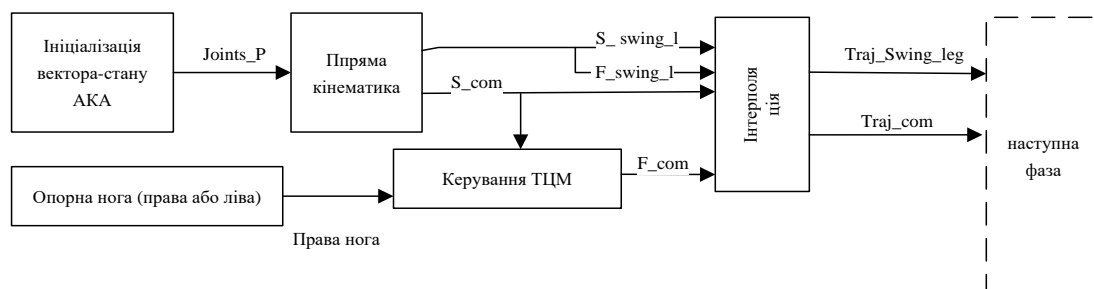 Ініціалізація
вектора-стану
АКА
Joints_P
Ппряма
кінематика
S_ swing_l
F_swing_l
S_com
Інтерполя
ція
Traj_Swing_leg
Traj_com
наступна
фаза
Опорна нога (права або ліва)
Права нога
Керування ТЦМ
F_com